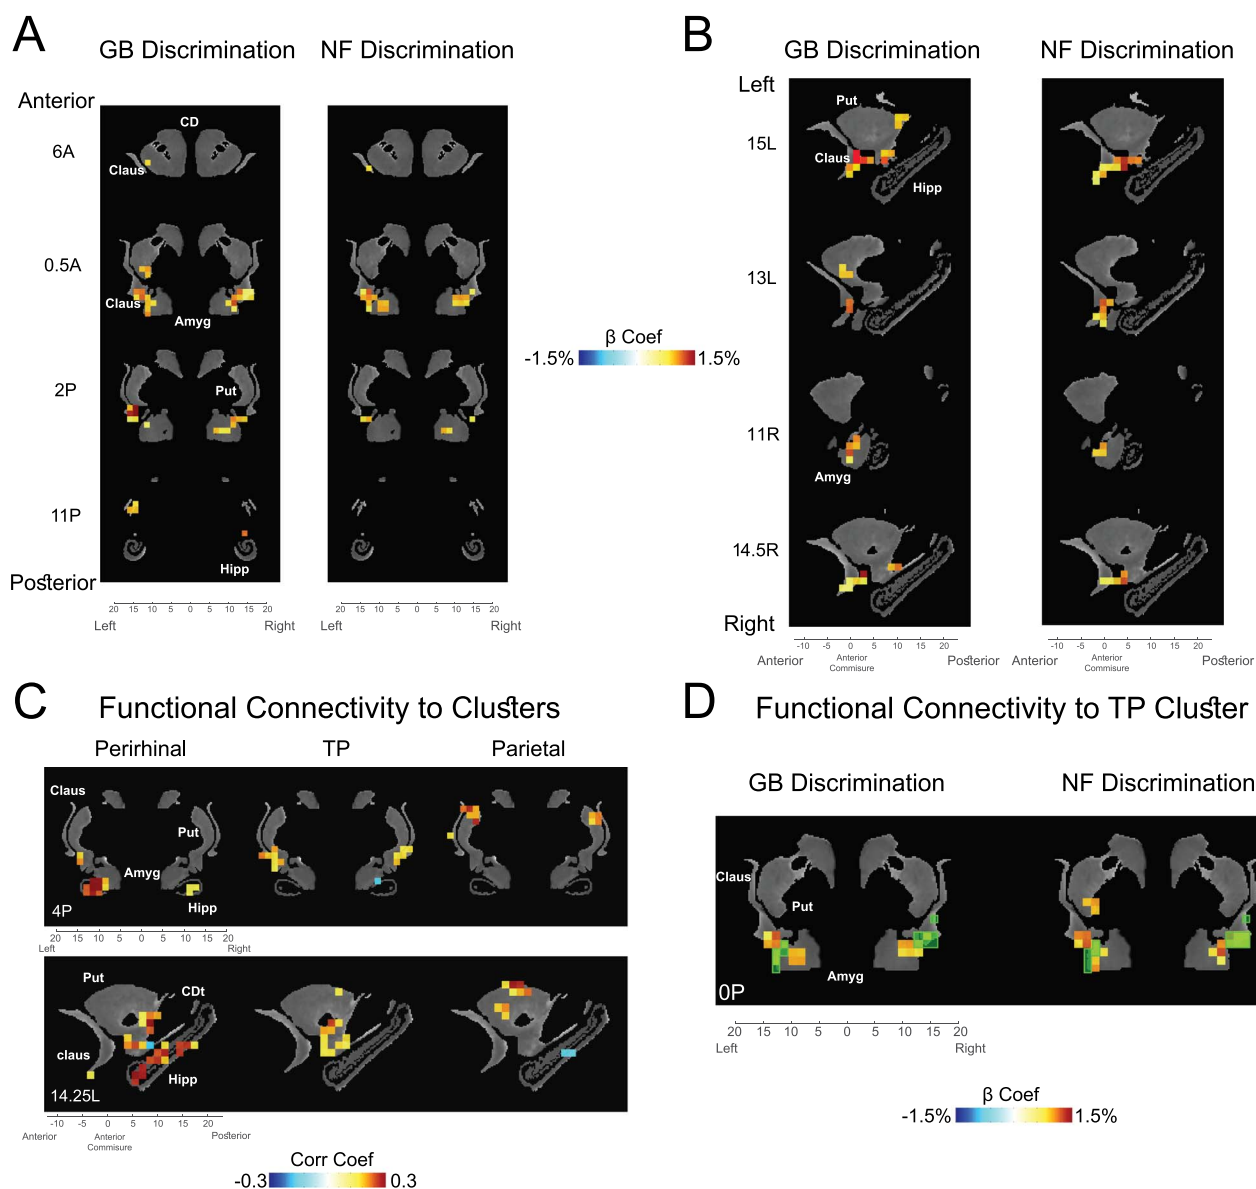 A
GB Discrimination
NF Discrimination
Anterior
6A
CD
Claus
0.5A
Claus
Amyg
2P
Put
11P
Hipp
Posterior
20 15 10 5 0 5 10 15 20
Left Right
20 15 10 5 0 5 10 15 20
Left Right
β Coef
-1.5% 1.5%
B
GB Discrimination
NF Discrimination
Left
15L
Put
Claus
Hipp
13L
11R
Amyg
14.5R
Right
-10 -5 0 5 10 20
Anterior Anterior Commisure Posterior
-10 -5 0 5 10 20
Anterior Anterior Commisure Posterior
C
Functional Connectivity to Clusters
Perirhinal TP Parietal
Claus
Put
Amyg
Hipp
4P
20 15 10 5 0 5 10 15 20
Left Right
Put
CDt
claus
Hipp
14.25L
-10 -5 0 5 10 15 20
Anterior Anterior Commisure Posterior
Corr Coef
-0.3 0.3
D
Functional Connectivity to TP Cluster
GB Discrimination
NF Discrimination
Claus
Put
Amyg
0P
20 15 10 5 0 5 10 15 20
Left Right
β Coef
-1.5% 1.5%